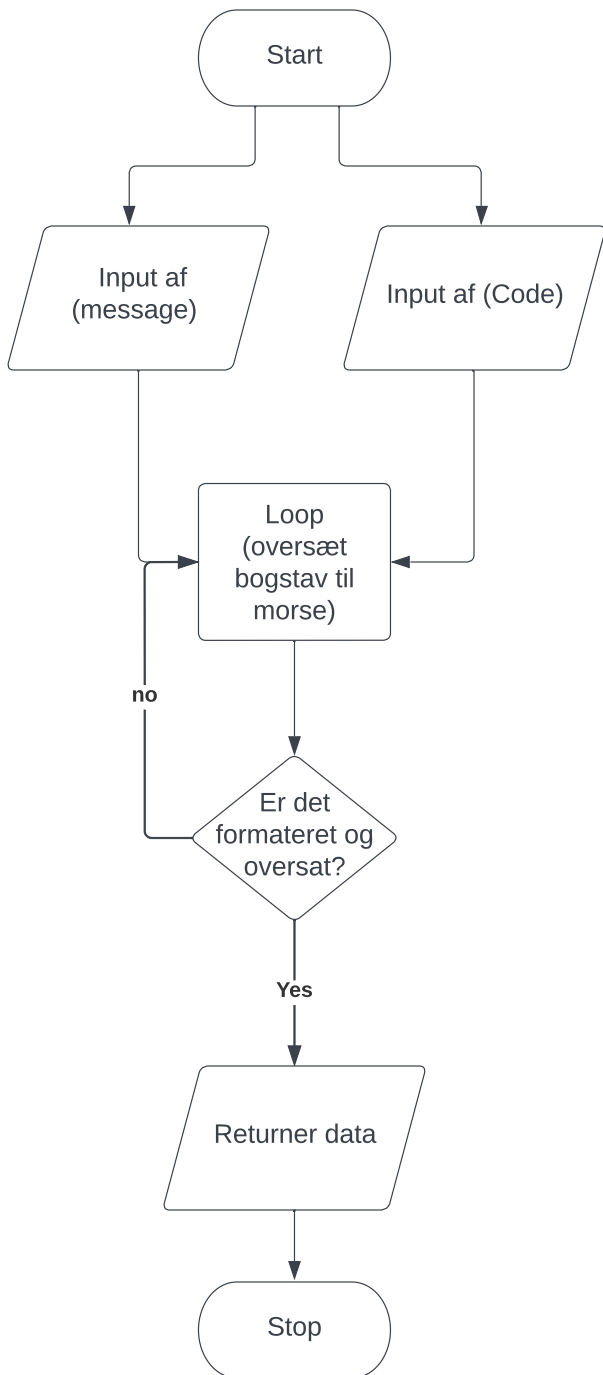 Start
Input af
(message)
Input af (Code)
Loop
(oversæt
bogstav til
morse)
no
Er det
formateret og
oversat?
Yes
Returner data
Stop